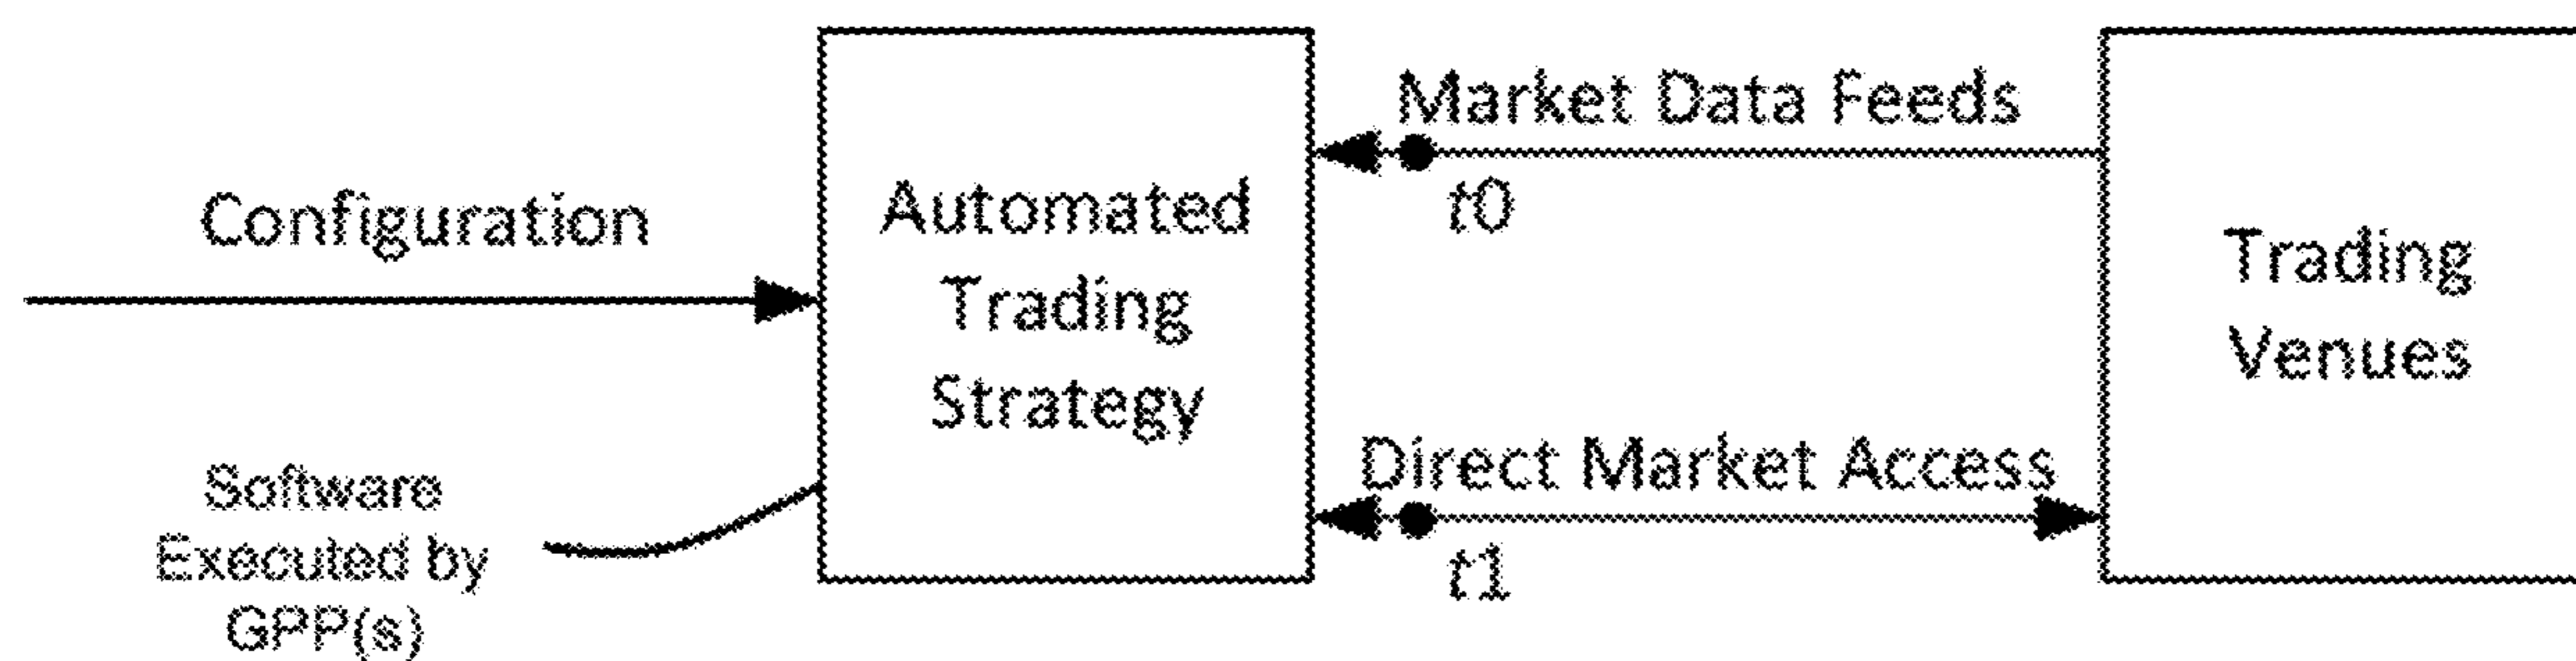 Configuration
Software
Executed by
GPP(s)
Automated
Trading
Strategy
Market Data Feeds
t0
Direct Market Access
t1
Trading
Venues